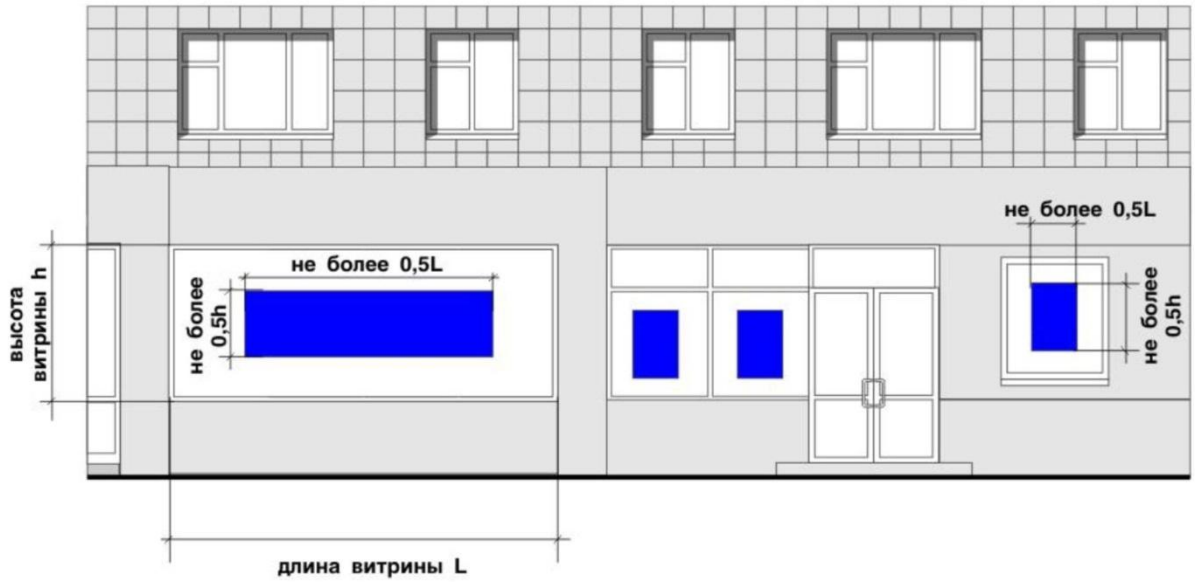 не более 0,5L
не более 0,5L
не более
0,5h
не более
0,5h
высота
витрины h
длина витрины L